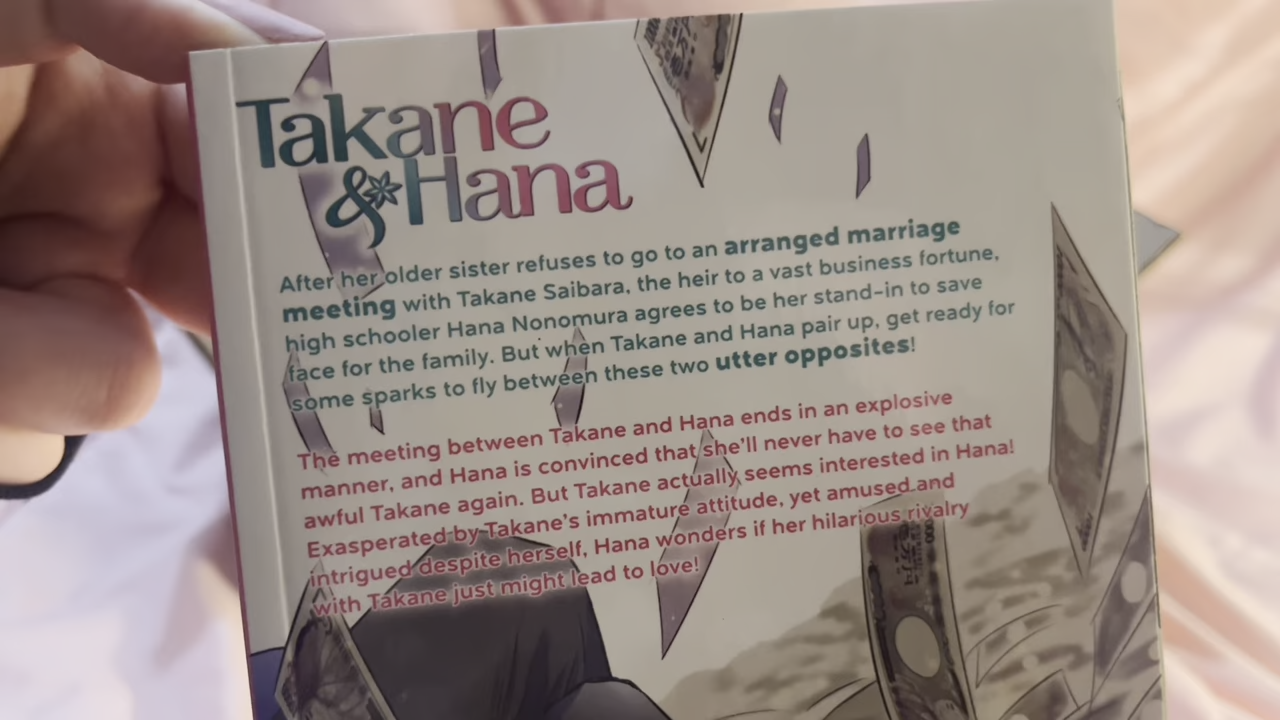 Takane
& Hana
After her older sister refuses to go to an arranged marriage
meeting with Takane Saibara, the heir to a vast business fortune,
high schooler Hana Nonomura agrees to be her stand-in to save
face for the family. But when Takane and Hana pair up, get ready for
some sparks to fly between these two utter opposites!
The meeting between Takane and Hana ends in an explosive
manner, and Hana is convinced that she'll never have to see that
awful Takane again. But Takane actually seems interested in Hana!
Exasperated by Takane's immature attitude, yet amused and
intrigued despite herself, Hana wonders if her hilarious rivalry
with Takane just might lead to love!